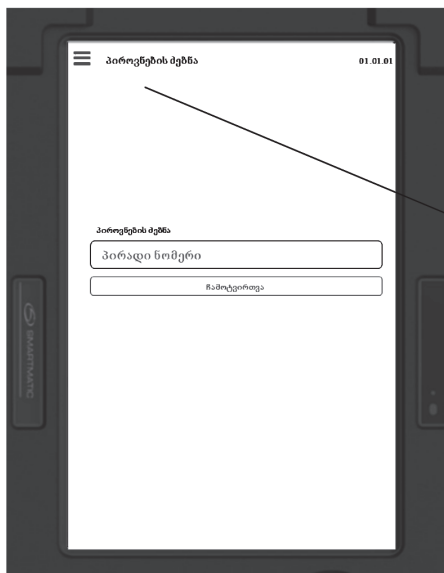 პიროვნების ძებნა
01.01.01
პიროვნების ძებნა
პირადი ნომერი
ჩამოტვირთვა
SMARTMATIC